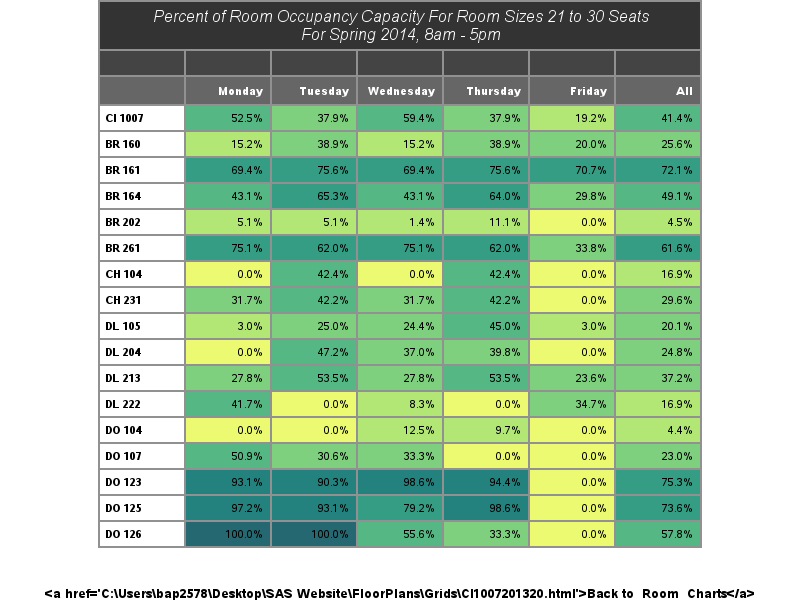 Percent of Room Occupancy Capacity For Room Sizes 21 to 30 Seats
For Spring 2014, 8am - 5pm
Monday Tuesday Wednesday Thursday Friday All
CI 1007 52.5% 37.9% 59.4% 37.9% 19.2% 41.4%
BR 160 15.2% 38.9% 15.2% 38.9% 20.0% 25.6%
BR 161 69.4% 75.6% 69.4% 75.6% 70.7% 72.1%
BR 164 43.1% 65.3% 43.1% 64.0% 29.8% 49.1%
BR 202 5.1% 5.1% 1.4% 11.1% 0.0% 4.5%
BR 261 75.1% 62.0% 75.1% 62.0% 33.8% 61.6%
CH 104 0.0% 42.4% 0.0% 42.4% 0.0% 16.9%
CH 231 31.7% 42.2% 31.7% 42.2% 0.0% 29.6%
DL 105 3.0% 25.0% 24.4% 45.0% 3.0% 20.1%
DL 204 0.0% 47.2% 37.0% 39.8% 0.0% 24.8%
DL 213 27.8% 53.5% 27.8% 53.5% 23.6% 37.2%
DL 222 41.7% 0.0% 8.3% 0.0% 34.7% 16.9%
DO 104 0.0% 0.0% 12.5% 9.7% 0.0% 4.4%
DO 107 50.9% 30.6% 33.3% 0.0% 0.0% 23.0%
DO 123 93.1% 90.3% 98.6% 94.4% 0.0% 75.3%
DO 125 97.2% 93.1% 79.2% 98.6% 0.0% 73.6%
DO 126 100.0% 100.0% 55.6% 33.3% 0.0% 57.8%
<a href='C:\Users\bap2578\Desktop\SAS Website\FloorPlans\Grids\CI1007201320.html'>Back to Room Charts</a>